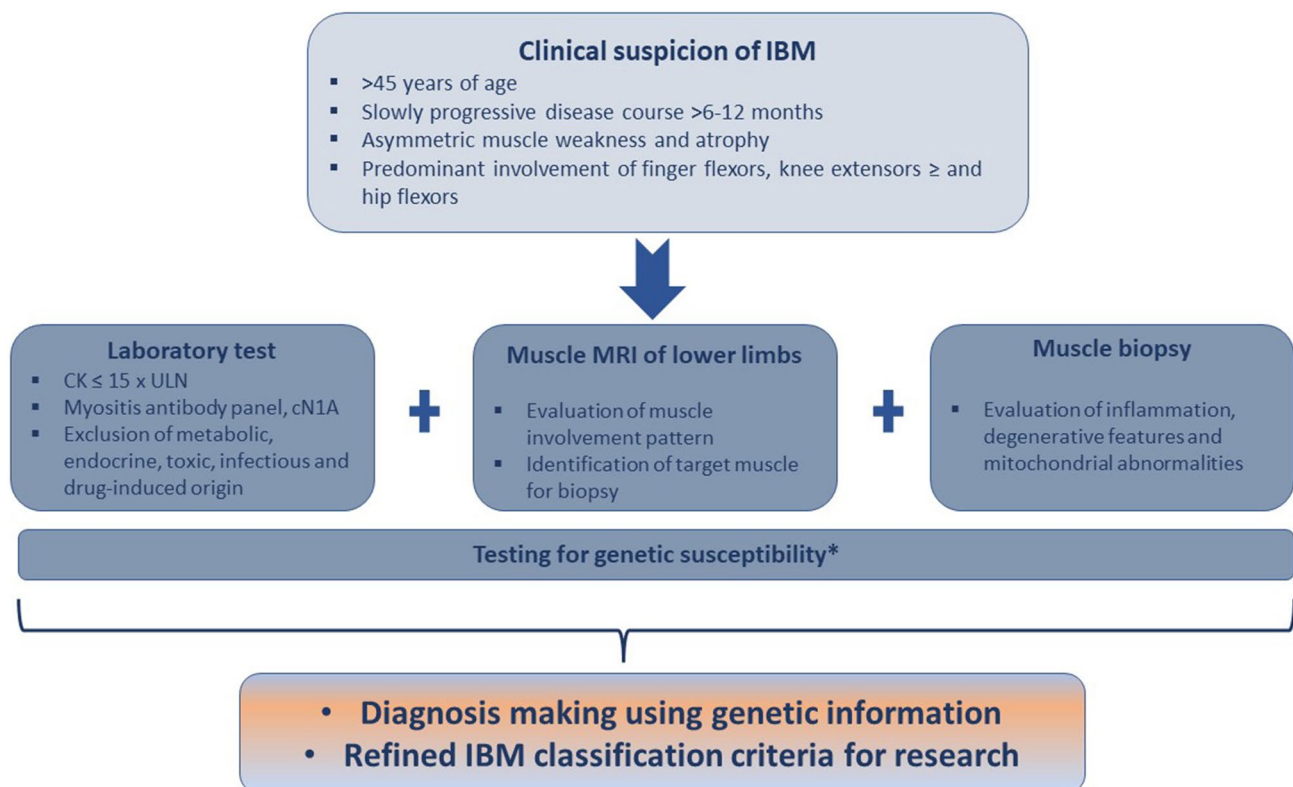 Clinical suspicion of IBM
▪ >45 years of age
▪ Slowly progressive disease course >6-12 months
▪ Asymmetric muscle weakness and atrophy
▪ Predominant involvement of finger flexors, knee extensors ≥ and
hip flexors
Laboratory test
▪ CK ≤ 15 x ULN
▪ Myositis antibody panel, cN1A
▪ Exclusion of metabolic,
endocrine, toxic, infectious and
drug-induced origin
+
Muscle MRI of lower limbs
▪ Evaluation of muscle
involvement pattern
▪ Identification of target muscle
for biopsy
+
Muscle biopsy
▪ Evaluation of inflammation,
degenerative features and
mitochondrial abnormalities
Testing for genetic susceptibility*
• Diagnosis making using genetic information
• Refined IBM classification criteria for research